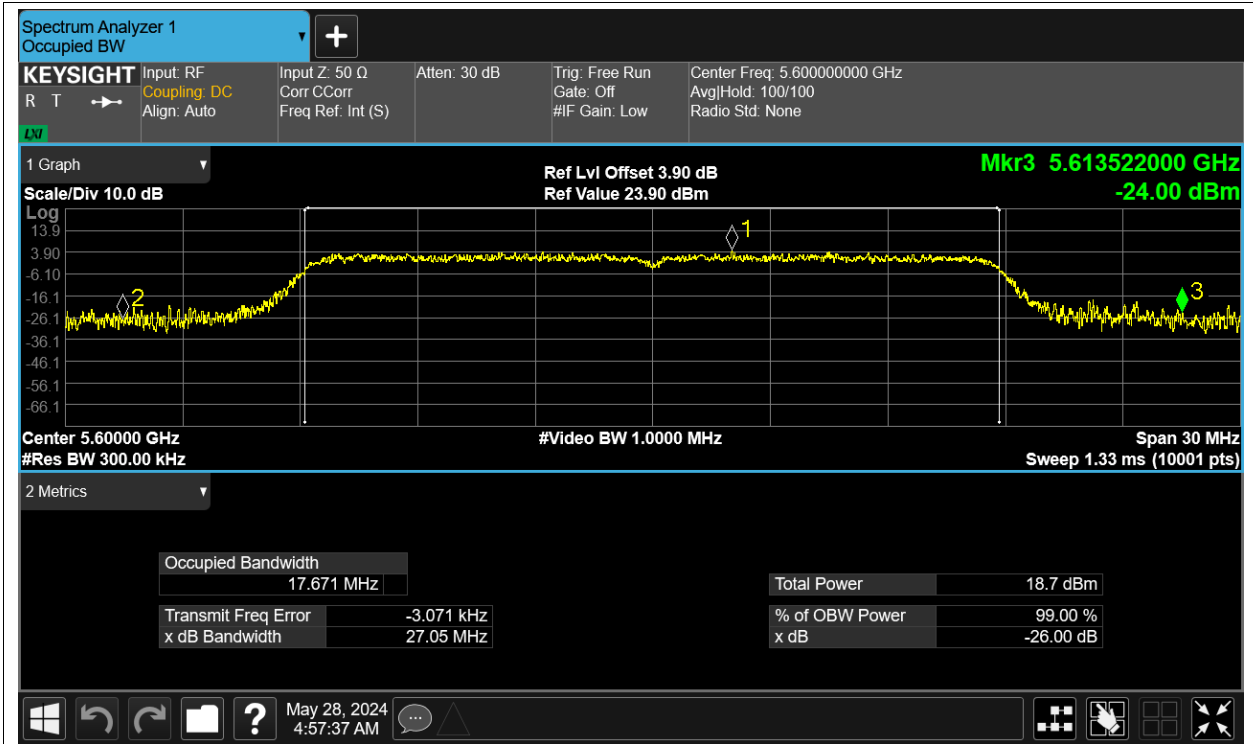 Spectrum Analyzer 1
Occupied BW
KEYSIGHT Input: RF Input Z: 50 Ω Atten: 30 dB Trig: Free Run Center Freq: 5.600000000 GHz
R T Coupling: DC Corr CCorr Gate: Off Avg|Hold: 100/100
Align: Auto Freq Ref: Int (S) #IF Gain: Low Radio Std: None
LXI
1 Graph Ref Lvl Offset 3.90 dB Mkr3 5.613522000 GHz
Scale/Div 10.0 dB Ref Value 23.90 dBm -24.00 dBm
Log
13.9
1
3.90
-6.10
-16.1
2
3
-26.1
-36.1
-46.1
-56.1
-66.1
Center 5.60000 GHz #Video BW 1.0000 MHz Span 30 MHz
#Res BW 300.00 kHz Sweep 1.33 ms (10001 pts)
2 Metrics
Occupied Bandwidth
17.671 MHz Total Power 18.7 dBm
Transmit Freq Error -3.071 kHz % of OBW Power 99.00 %
x dB Bandwidth 27.05 MHz x dB -26.00 dB
? May 28, 2024
4:57:37 AM